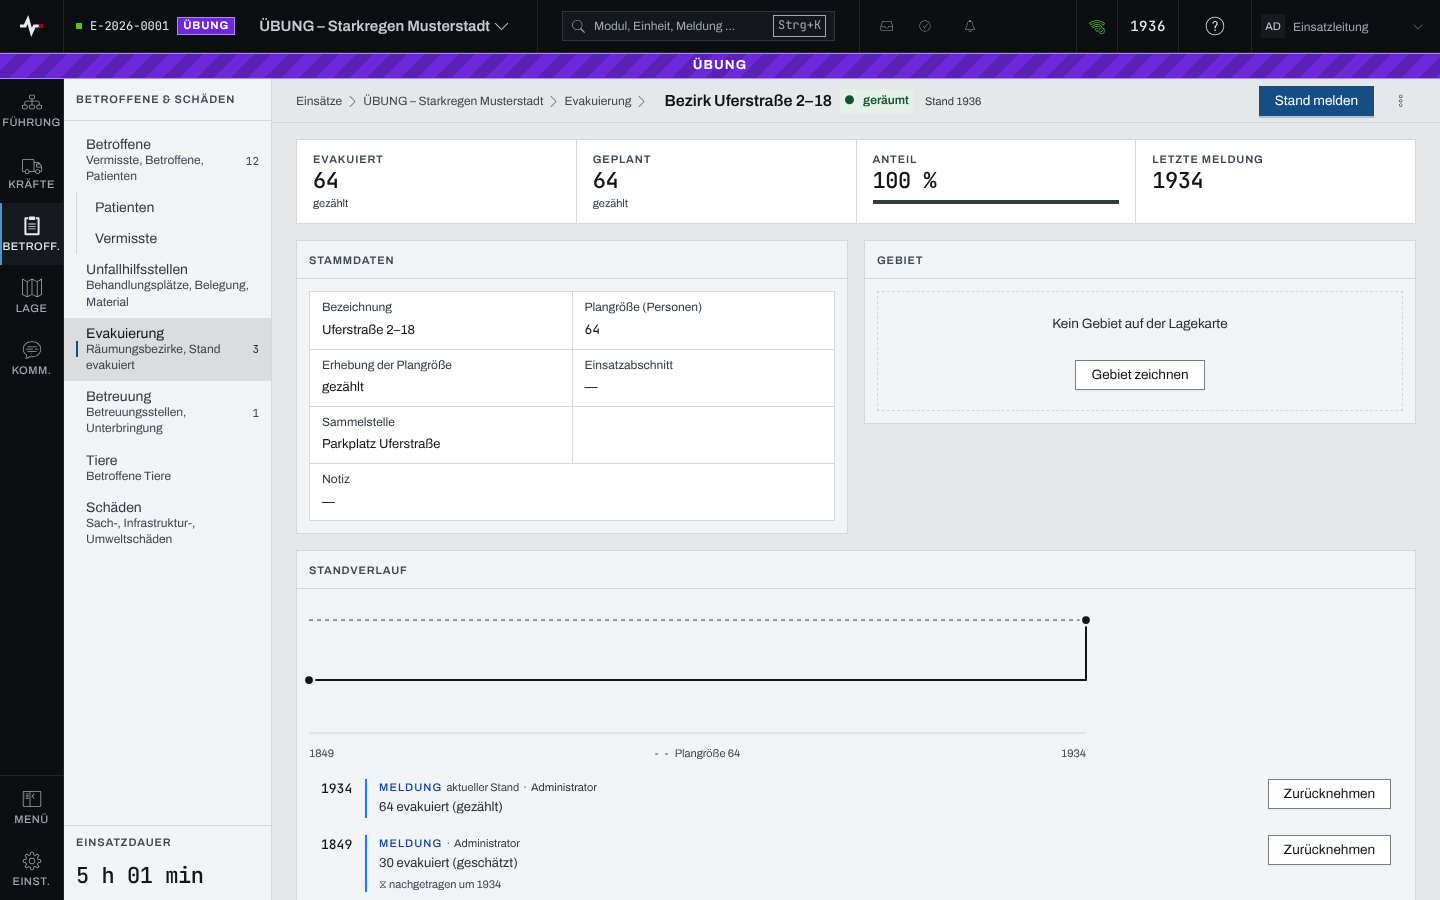 E-2026-0001 ÜBUNG ÜBUNG – Starkregen Musterstadt Modul, Einheit, Meldung ... Strg+K 1936 AD Einsatzleitung
ÜBUNG
FÜHRUNG
KRÄFTE
BETROFF.
LAGE
KOMM.
MENÜ
EINST.
BETROFFENE & SCHÄDEN
Betroffene
Vermisste, Betroffene, 12
Patienten
Patienten
Vermisste
Unfallhilfsstellen
Behandlungsplätze, Belegung,
Material
Evakuierung
Räumungsbezirke, Stand 3
evakuiert
Betreuung
Betreuungsstellen, 1
Unterbringung
Tiere
Betroffene Tiere
Schäden
Sach-, Infrastruktur-,
Umweltschäden
EINSATZDAUER
5 h 01 min
Einsätze ÜBUNG – Starkregen Musterstadt Evakuierung Bezirk Uferstraße 2–18 geräumt Stand 1936 Stand melden
EVAKUIERT
64
gezählt
GEPLANT
64
gezählt
ANTEIL
100 %
LETZTE MELDUNG
1934
STAMMDATEN
Bezeichnung
Uferstraße 2–18
Plangröße (Personen)
64
Erhebung der Plangröße
gezählt
Einsatzabschnitt
—
Sammelstelle
Parkplatz Uferstraße
Notiz
—
GEBIET
Kein Gebiet auf der Lagekarte
Gebiet zeichnen
STANDVERLAUF
1849 - - Plangröße 64 1934
1934 MELDUNG aktueller Stand · Administrator
64 evakuiert (gezählt)
Zurücknehmen
1849 MELDUNG · Administrator
30 evakuiert (geschätzt)
⧖ nachgetragen um 1934
Zurücknehmen